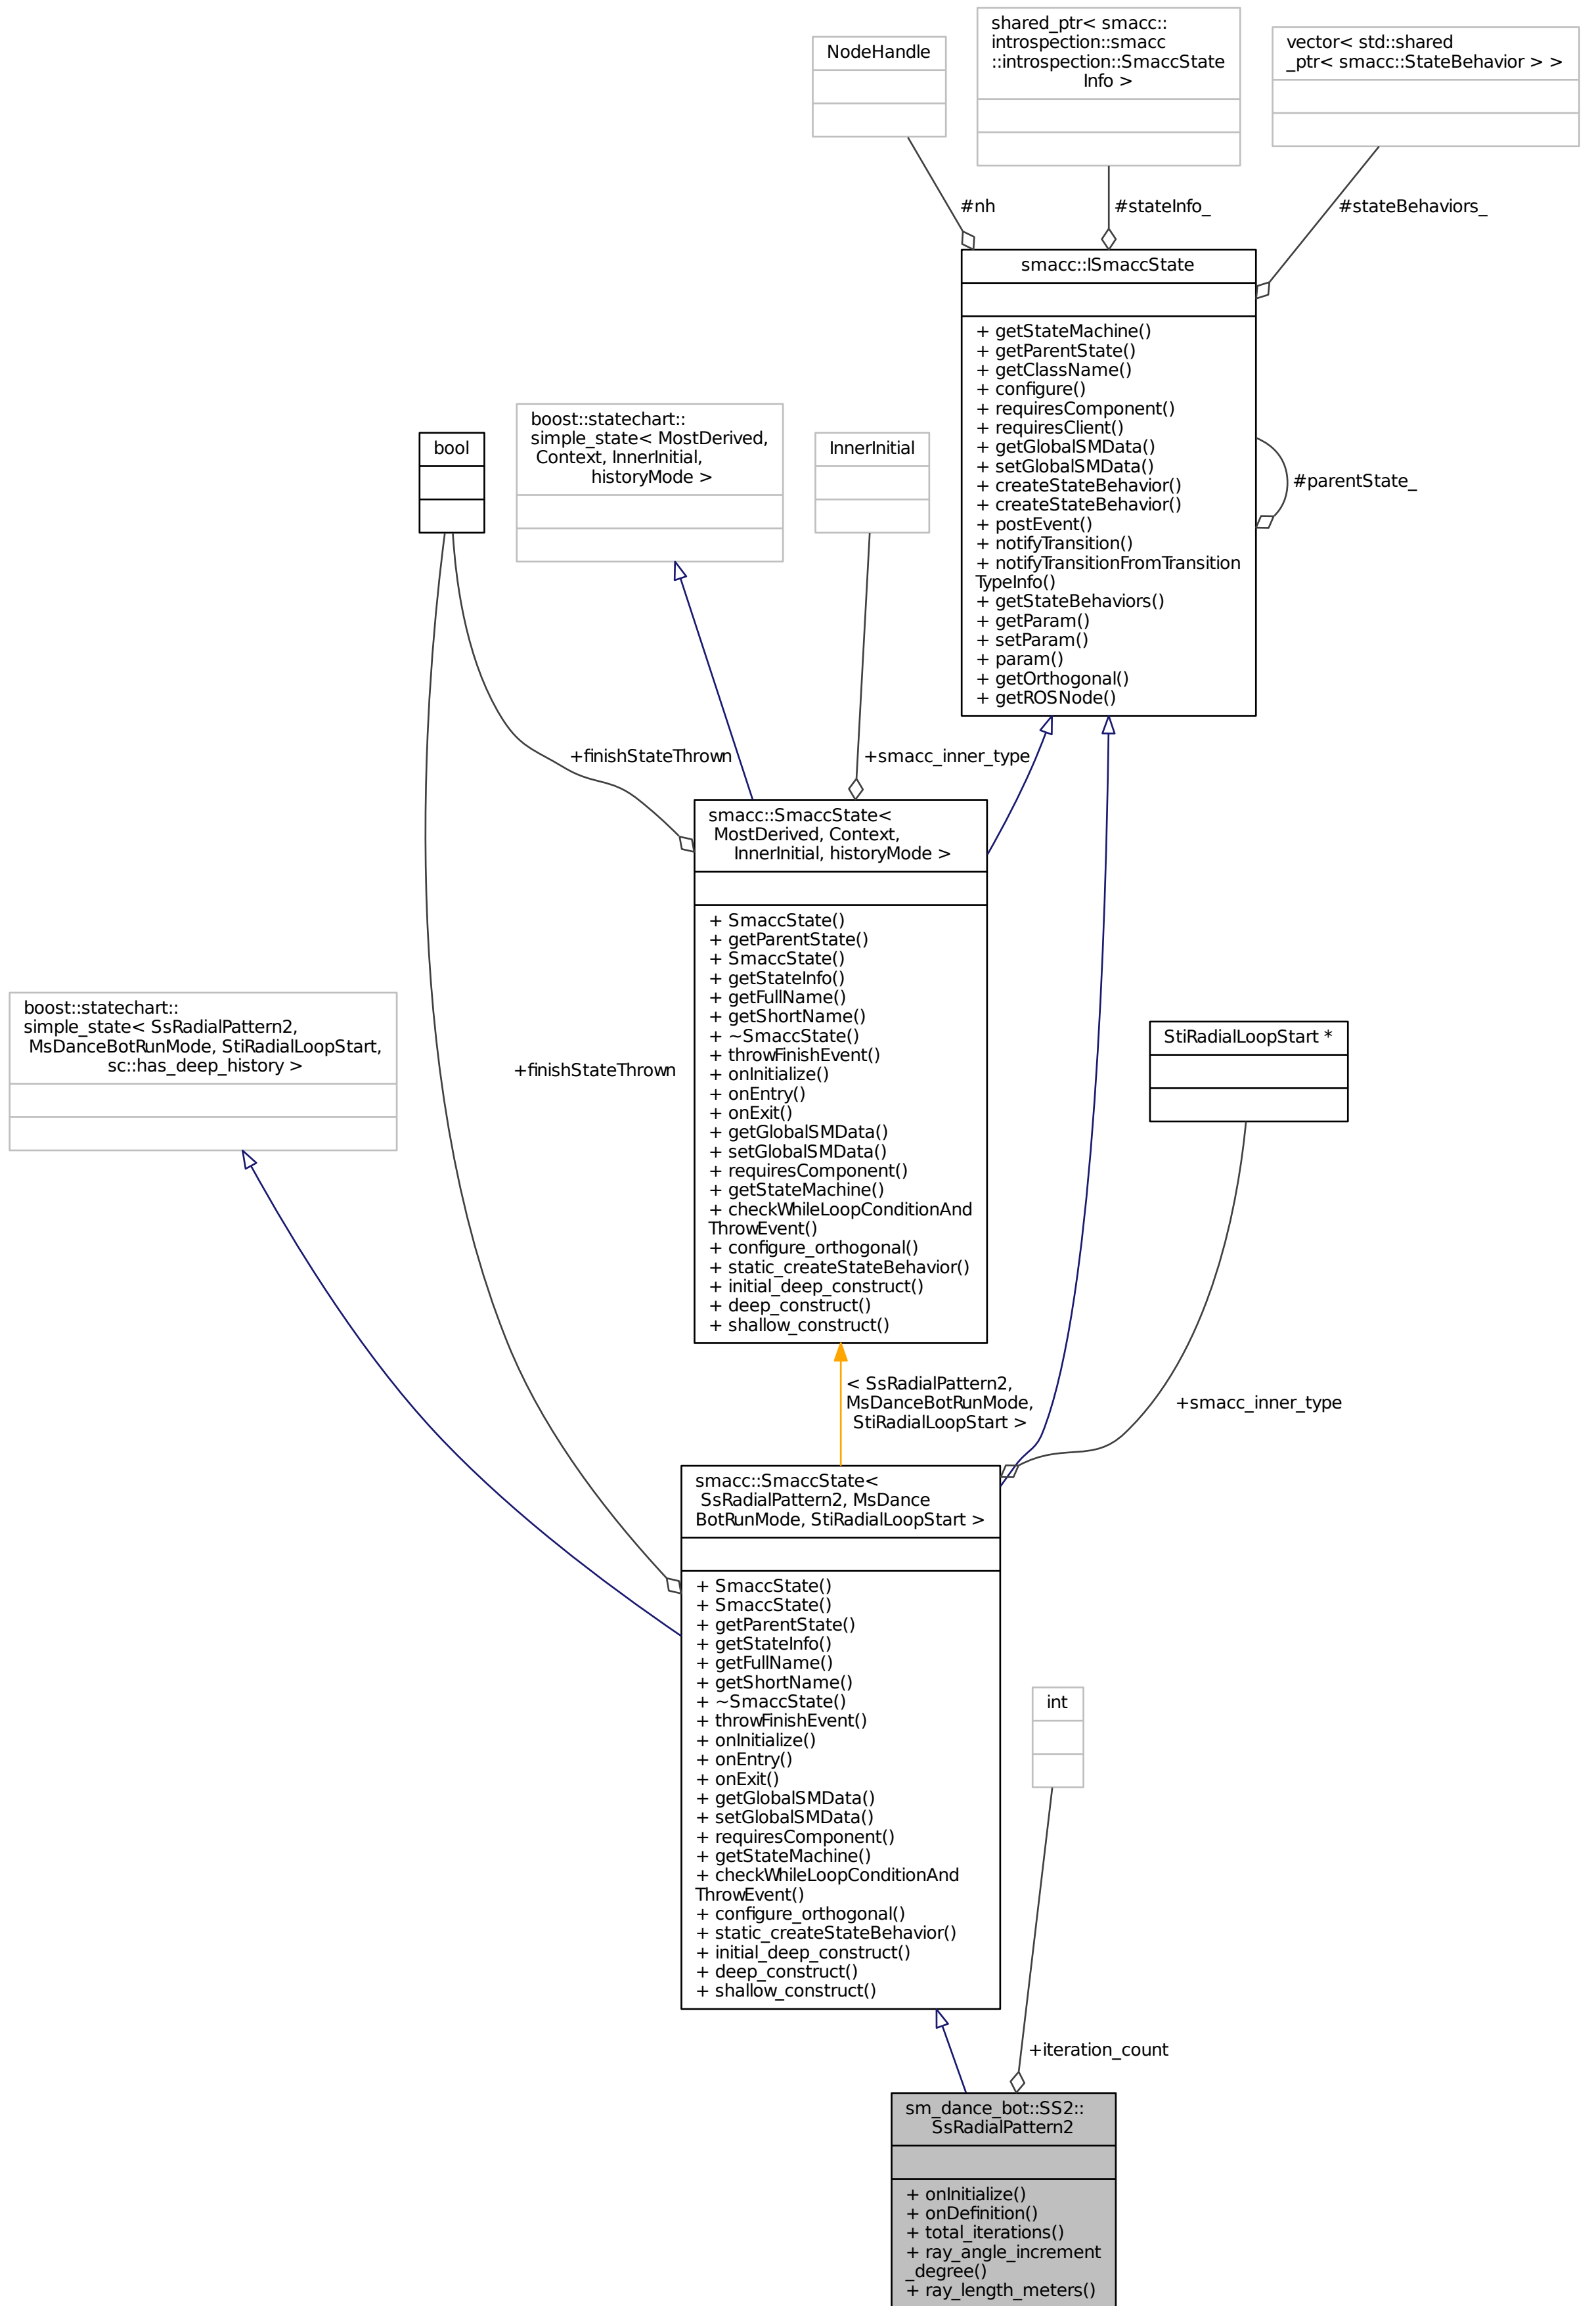 NodeHandle
shared_ptr< smacc::
introspection::smacc
::introspection::SmaccState
Info >
vector< std::shared
_ptr< smacc::StateBehavior > >
#nh
#stateInfo_
#stateBehaviors_
smacc::ISmaccState
+ getStateMachine()
+ getParentState()
+ getClassName()
+ configure()
+ requiresComponent()
+ requiresClient()
+ getGlobalSMData()
+ setGlobalSMData()
+ createStateBehavior()
+ createStateBehavior()
+ postEvent()
+ notifyTransition()
+ notifyTransitionFromTransition
TypeInfo()
+ getStateBehaviors()
+ getParam()
+ setParam()
+ param()
+ getOrthogonal()
+ getROSNode()
#parentState_
bool
boost::statechart::
simple_state< MostDerived,
Context, InnerInitial,
historyMode >
InnerInitial
+finishStateThrown
+smacc_inner_type
smacc::SmaccState<
MostDerived, Context,
InnerInitial, historyMode >
+ SmaccState()
+ getParentState()
+ SmaccState()
+ getStateInfo()
+ getFullName()
+ getShortName()
+ ~SmaccState()
+ throwFinishEvent()
+ onInitialize()
+ onEntry()
+ onExit()
+ getGlobalSMData()
+ setGlobalSMData()
+ requiresComponent()
+ getStateMachine()
+ checkWhileLoopConditionAnd
ThrowEvent()
+ configure_orthogonal()
+ static_createStateBehavior()
+ initial_deep_construct()
+ deep_construct()
+ shallow_construct()
boost::statechart::
simple_state< SsRadialPattern2,
MsDanceBotRunMode, StiRadialLoopStart,
sc::has_deep_history >
+finishStateThrown
StiRadialLoopStart *
< SsRadialPattern2,
MsDanceBotRunMode,
StiRadialLoopStart >
+smacc_inner_type
smacc::SmaccState<
SsRadialPattern2, MsDance
BotRunMode, StiRadialLoopStart >
+ SmaccState()
+ SmaccState()
+ getParentState()
+ getStateInfo()
+ getFullName()
+ getShortName()
+ ~SmaccState()
+ throwFinishEvent()
+ onInitialize()
+ onEntry()
+ onExit()
+ getGlobalSMData()
+ setGlobalSMData()
+ requiresComponent()
+ getStateMachine()
+ checkWhileLoopConditionAnd
ThrowEvent()
+ configure_orthogonal()
+ static_createStateBehavior()
+ initial_deep_construct()
+ deep_construct()
+ shallow_construct()
int
+iteration_count
sm_dance_bot::SS2::
SsRadialPattern2
+ onInitialize()
+ onDefinition()
+ total_iterations()
+ ray_angle_increment
_degree()
+ ray_length_meters()